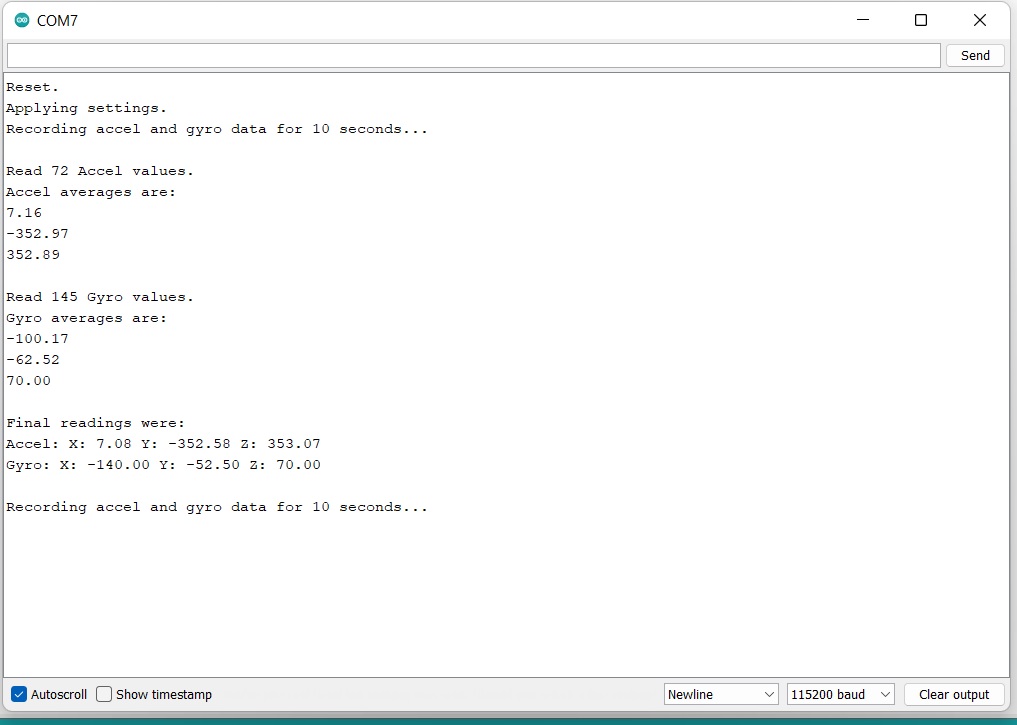 COM7
Send
Reset.
Applying settings.
Recording accel and gyro data for 10 seconds...
Read 72 Accel values.
Accel averages are:
7.16
-352.97
352.89
Read 145 Gyro values.
Gyro averages are:
-100.17
-62.52
70.00
Final readings were:
Accel: X: 7.08 Y: -352.58 Z: 353.07
Gyro: X: -140.00 Y: -52.50 Z: 70.00
Recording accel and gyro data for 10 seconds...
Autoscroll Show timestamp Newline 115200 baud Clear output